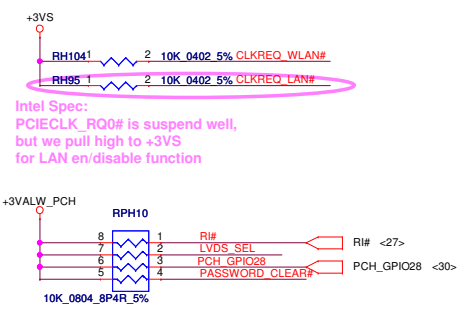 +3VS
RH104 1 2 10K_0402_5% CLKREQ_WLAN#
RH95 1 2 10K_0402_5% CLKREQ_LAN#
Intel Spec:
PCIECLK_RQ0# is suspend well,
but we pull high to +3VS
for LAN en/disable function
+3VALW_PCH
RPH10
8 1 RI# RI# <27>
7 2 LVDS_SEL
6 3 PCH_GPIO28 PCH_GPIO28 <30>
5 4 PASSWORD_CLEAR#
10K_0804_8P4R_5%